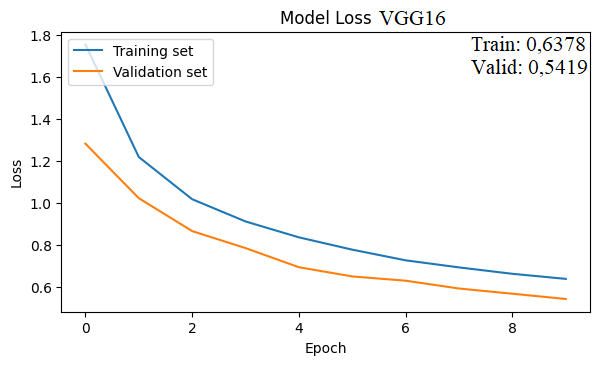 Model Loss VGG16
1.8
1.6
1.4
1.2
1.0
0.8
0.6
Loss
Training set
Validation set
Train: 0,6378
Valid: 0,5419
0 2 4 6 8
Epoch